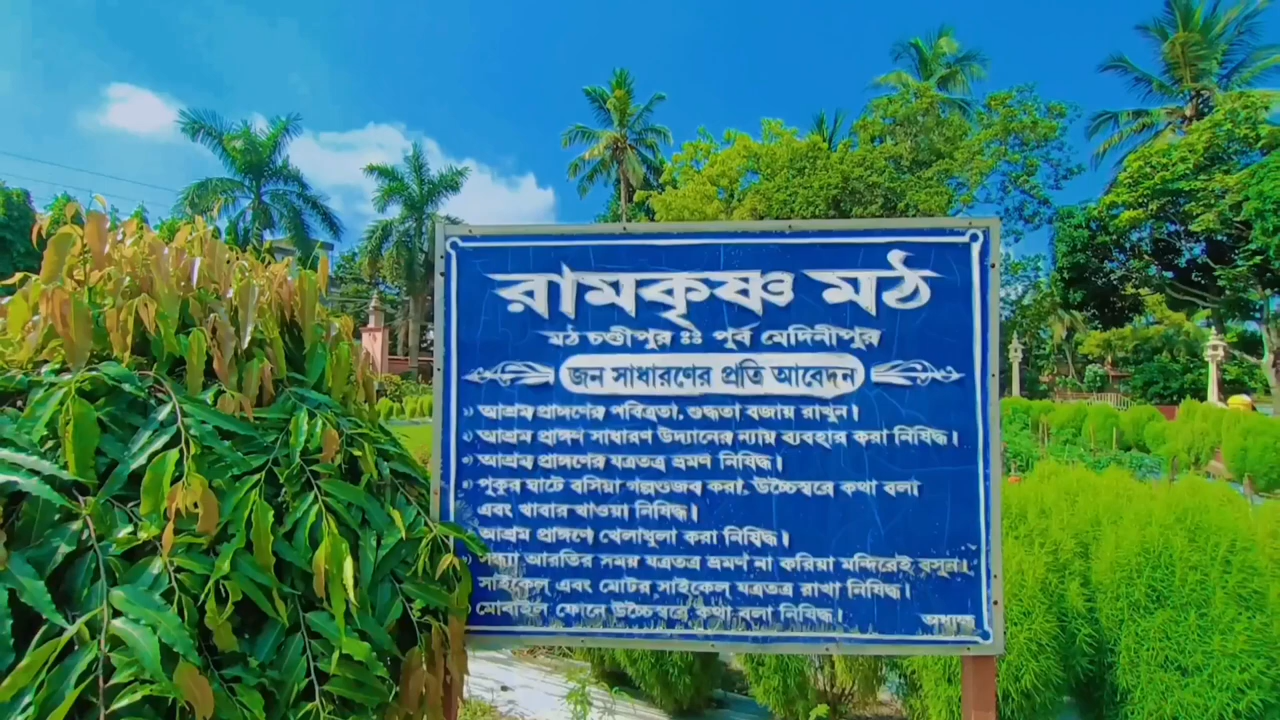 রামকৃষ্ণ মঠ
মঠ চণ্ডীপুর ঃঃ পূর্ব মেদিনীপুর
জন সাধারণের প্রতি আবেদন
১) আশ্রম প্রাঙ্গণের পবিত্রতা, শুদ্ধতা বজায় রাখুন।
২) আশ্রম প্রাঙ্গণ সাধারণ উদ্যানের ন্যায় ব্যবহার করা নিষিদ্ধ।
৩) আশ্রম প্রাঙ্গণের যত্রতত্র ভ্রমণ নিষিদ্ধ।
৪) পুকুর ঘাটে বসিয়া গল্পগুজব করা, উচ্চৈস্বরে কথা বলা
এবং খাবার খাওয়া নিষিদ্ধ।
আশ্রম প্রাঙ্গণে খেলাধুলা করা নিষিদ্ধ।
৬) সন্ধ্যা আরতির সময় যত্রতত্র ভ্রমণ না করিয়া মন্দিরেই বসুন।
সাইকেল এবং মোটর সাইকেল যত্রতত্র রাখা নিষিদ্ধ।
মোবাইল ফোনে উচ্চৈস্বরে কথা বলা নিষিদ্ধ।
অধ্যক্ষ